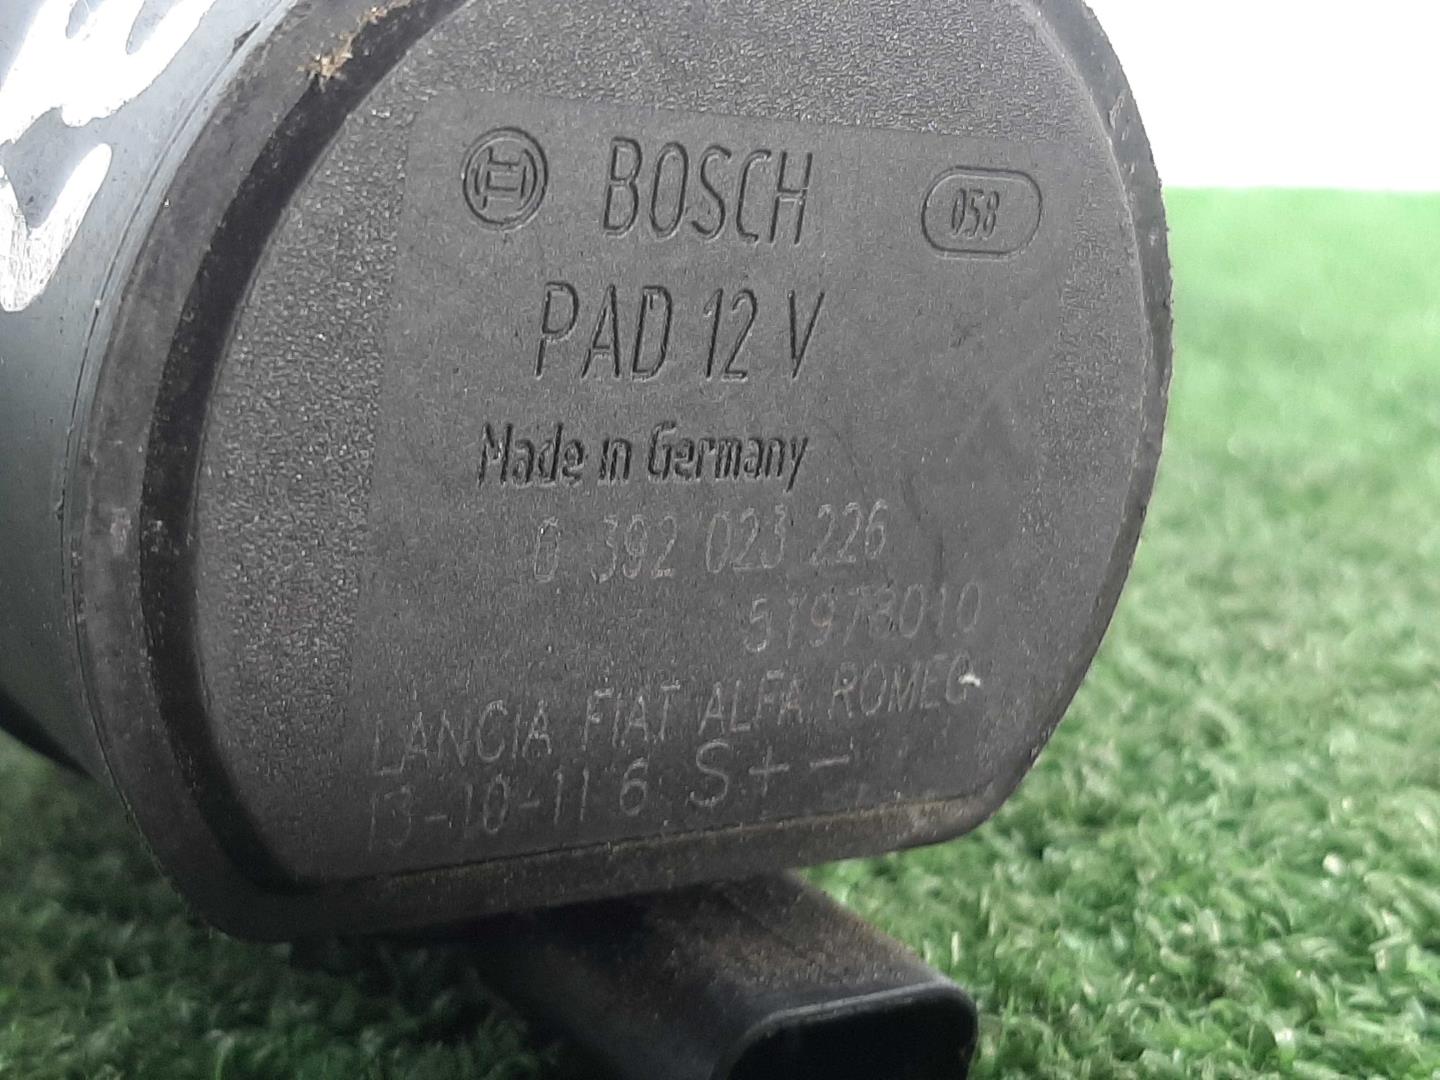 BOSCH 058
PAD 12 V
Made in Germany
0 392 023 226
51973010
LANCIA FIAT ALFA ROMEO
13-10-11 6 S + -